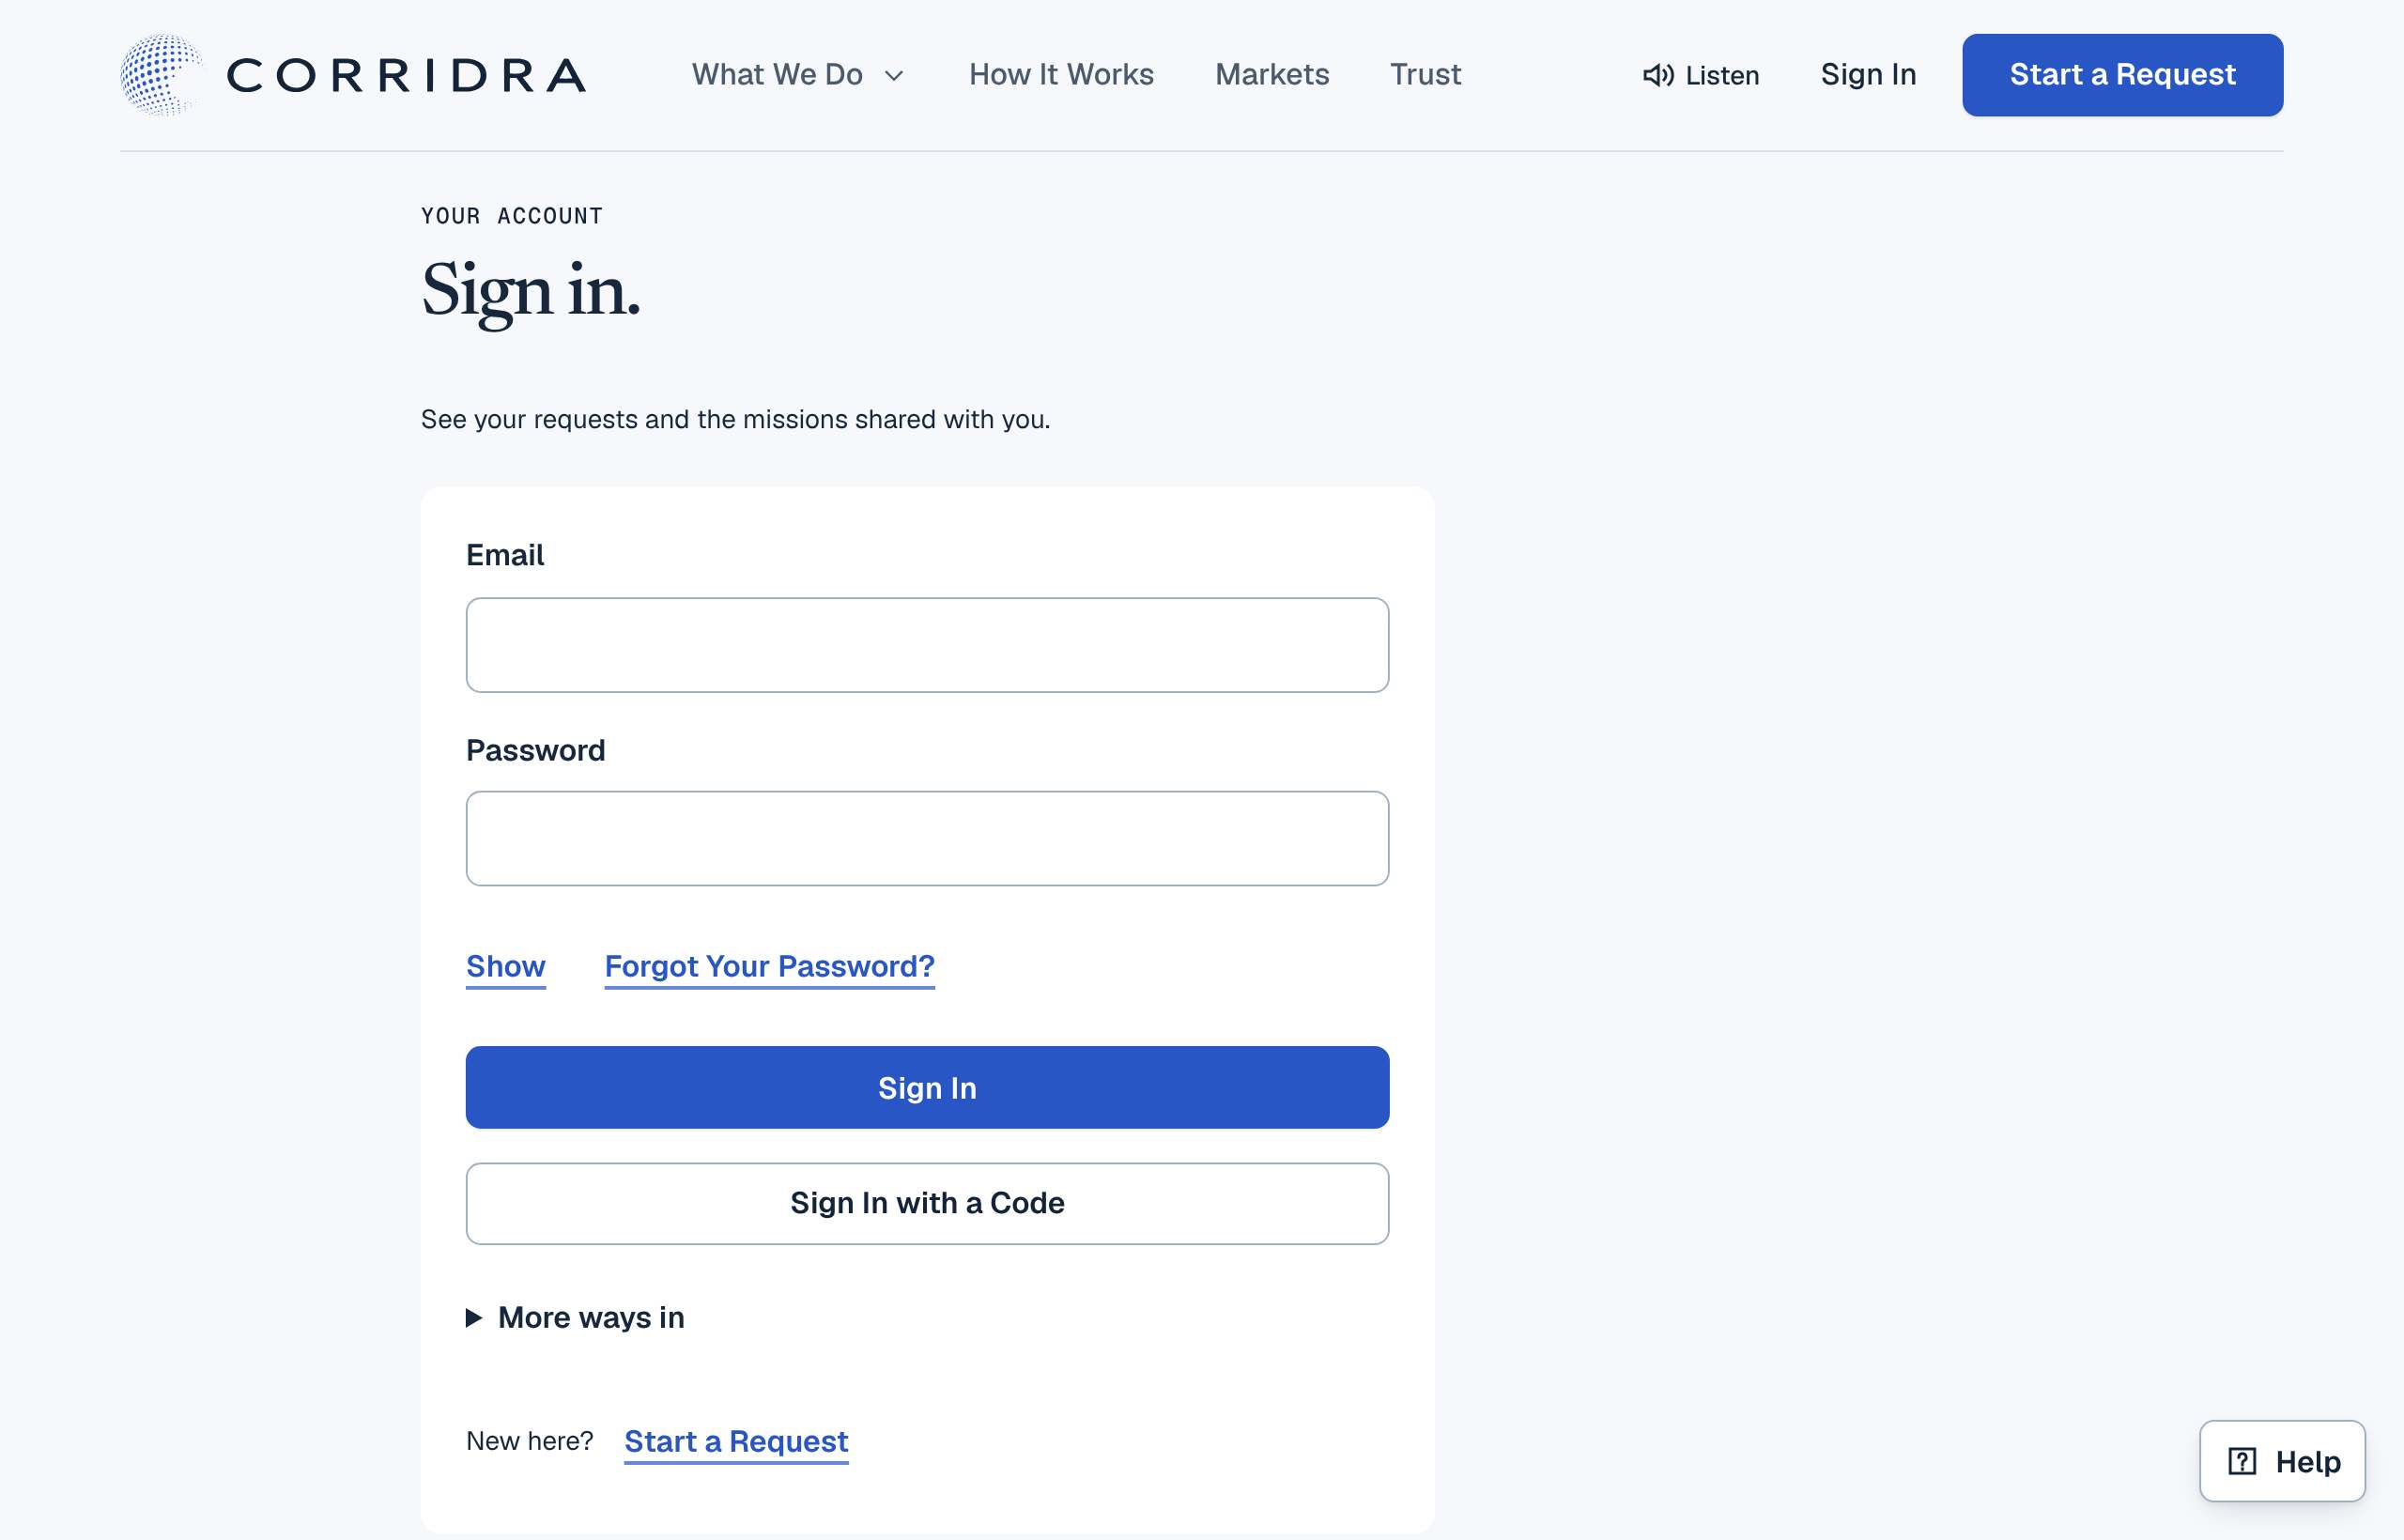 CORRIDRA
What We Do
How It Works
Markets
Trust
Listen
Sign In
Start a Request
YOUR ACCOUNT
Sign in.
See your requests and the missions shared with you.
Email
Password
Show
Forgot Your Password?
Sign In
Sign In with a Code
More ways in
New here? Start a Request
Help